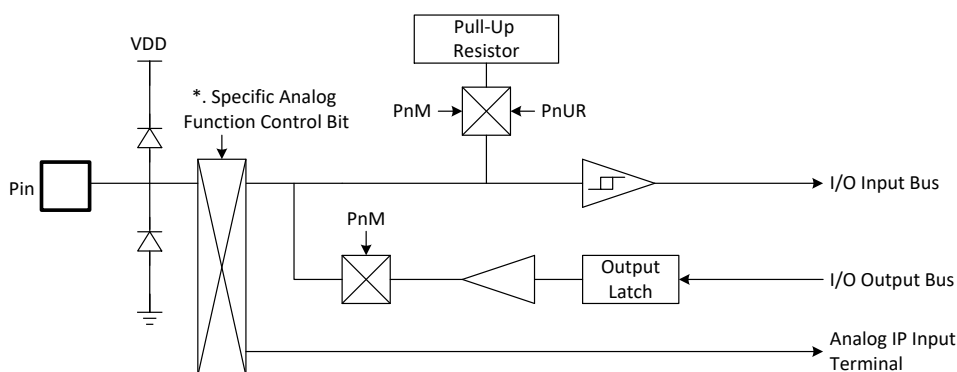 Pull-Up
Resistor
VDD
*. Specific Analog
Function Control Bit
PnM
PnUR
Pin
I/O Input Bus
PnM
Output
Latch
I/O Output Bus
Analog IP Input
Terminal